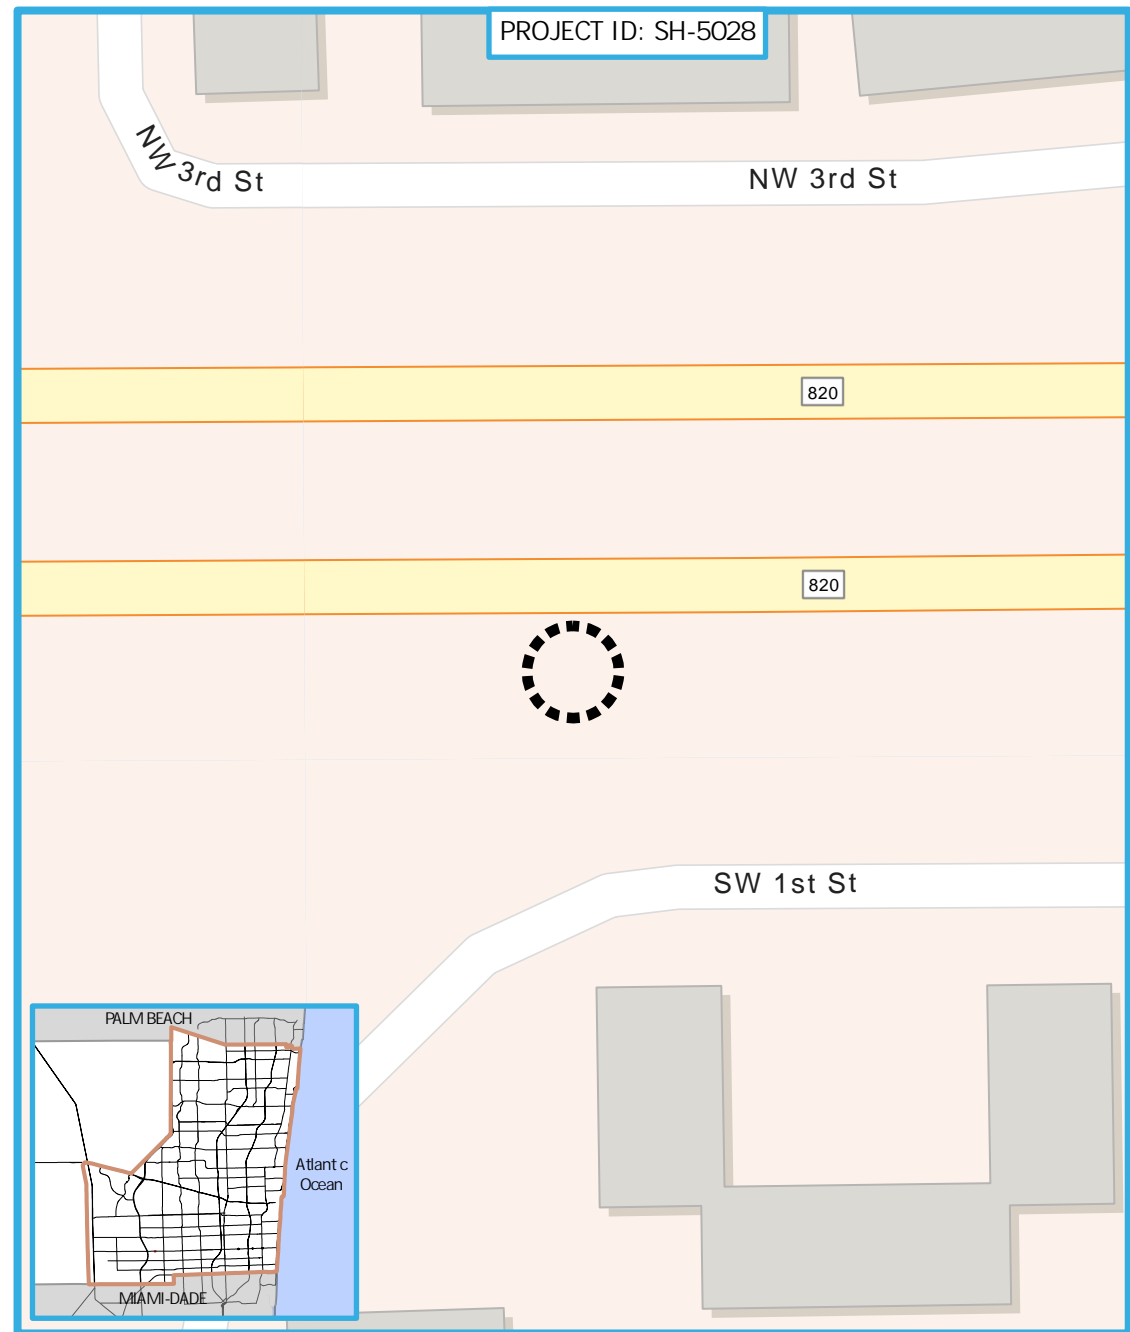 PROJECT ID: SH-5028
NW 3rd St
NW 3rd St
820
820
SW 1st St
PALM BEACH
Atlant c
Ocean
MIAMI-DADE